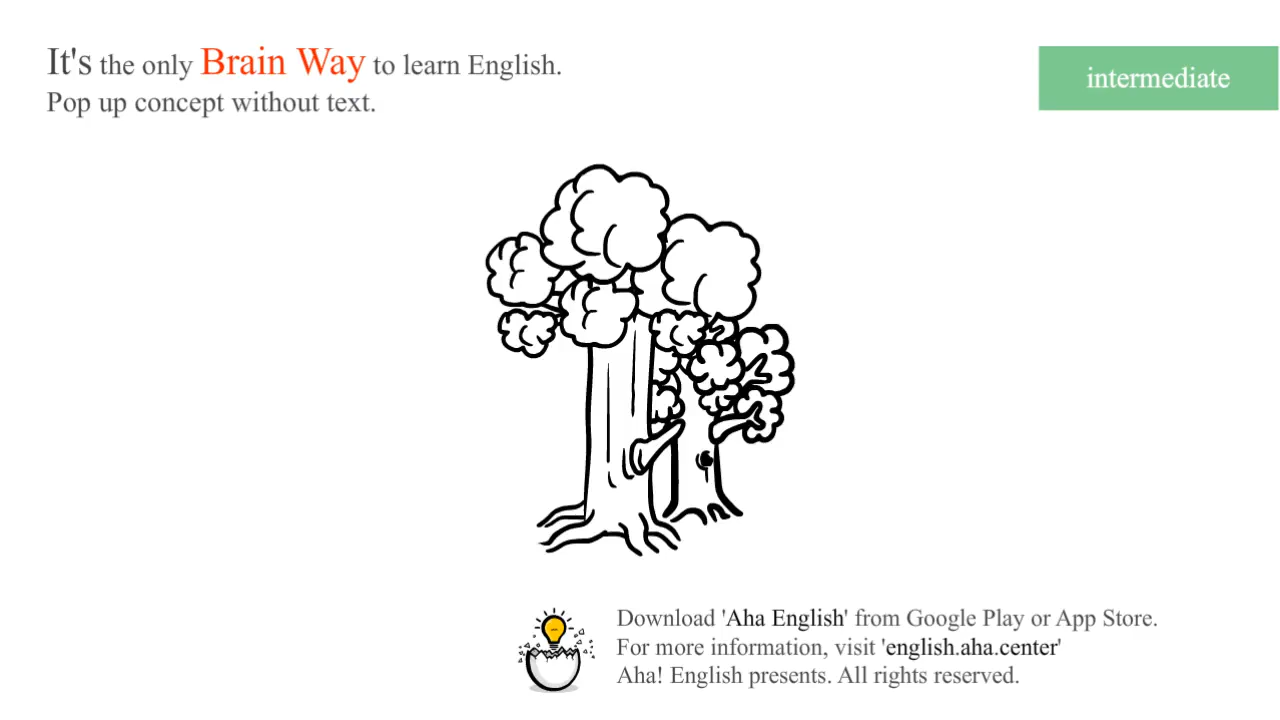 It's the only Brain Way to learn English.
Pop up concept without text.
intermediate
Download 'Aha English' from Google Play or App Store.
For more information, visit 'english.aha.center'
Aha! English presents. All rights reserved.